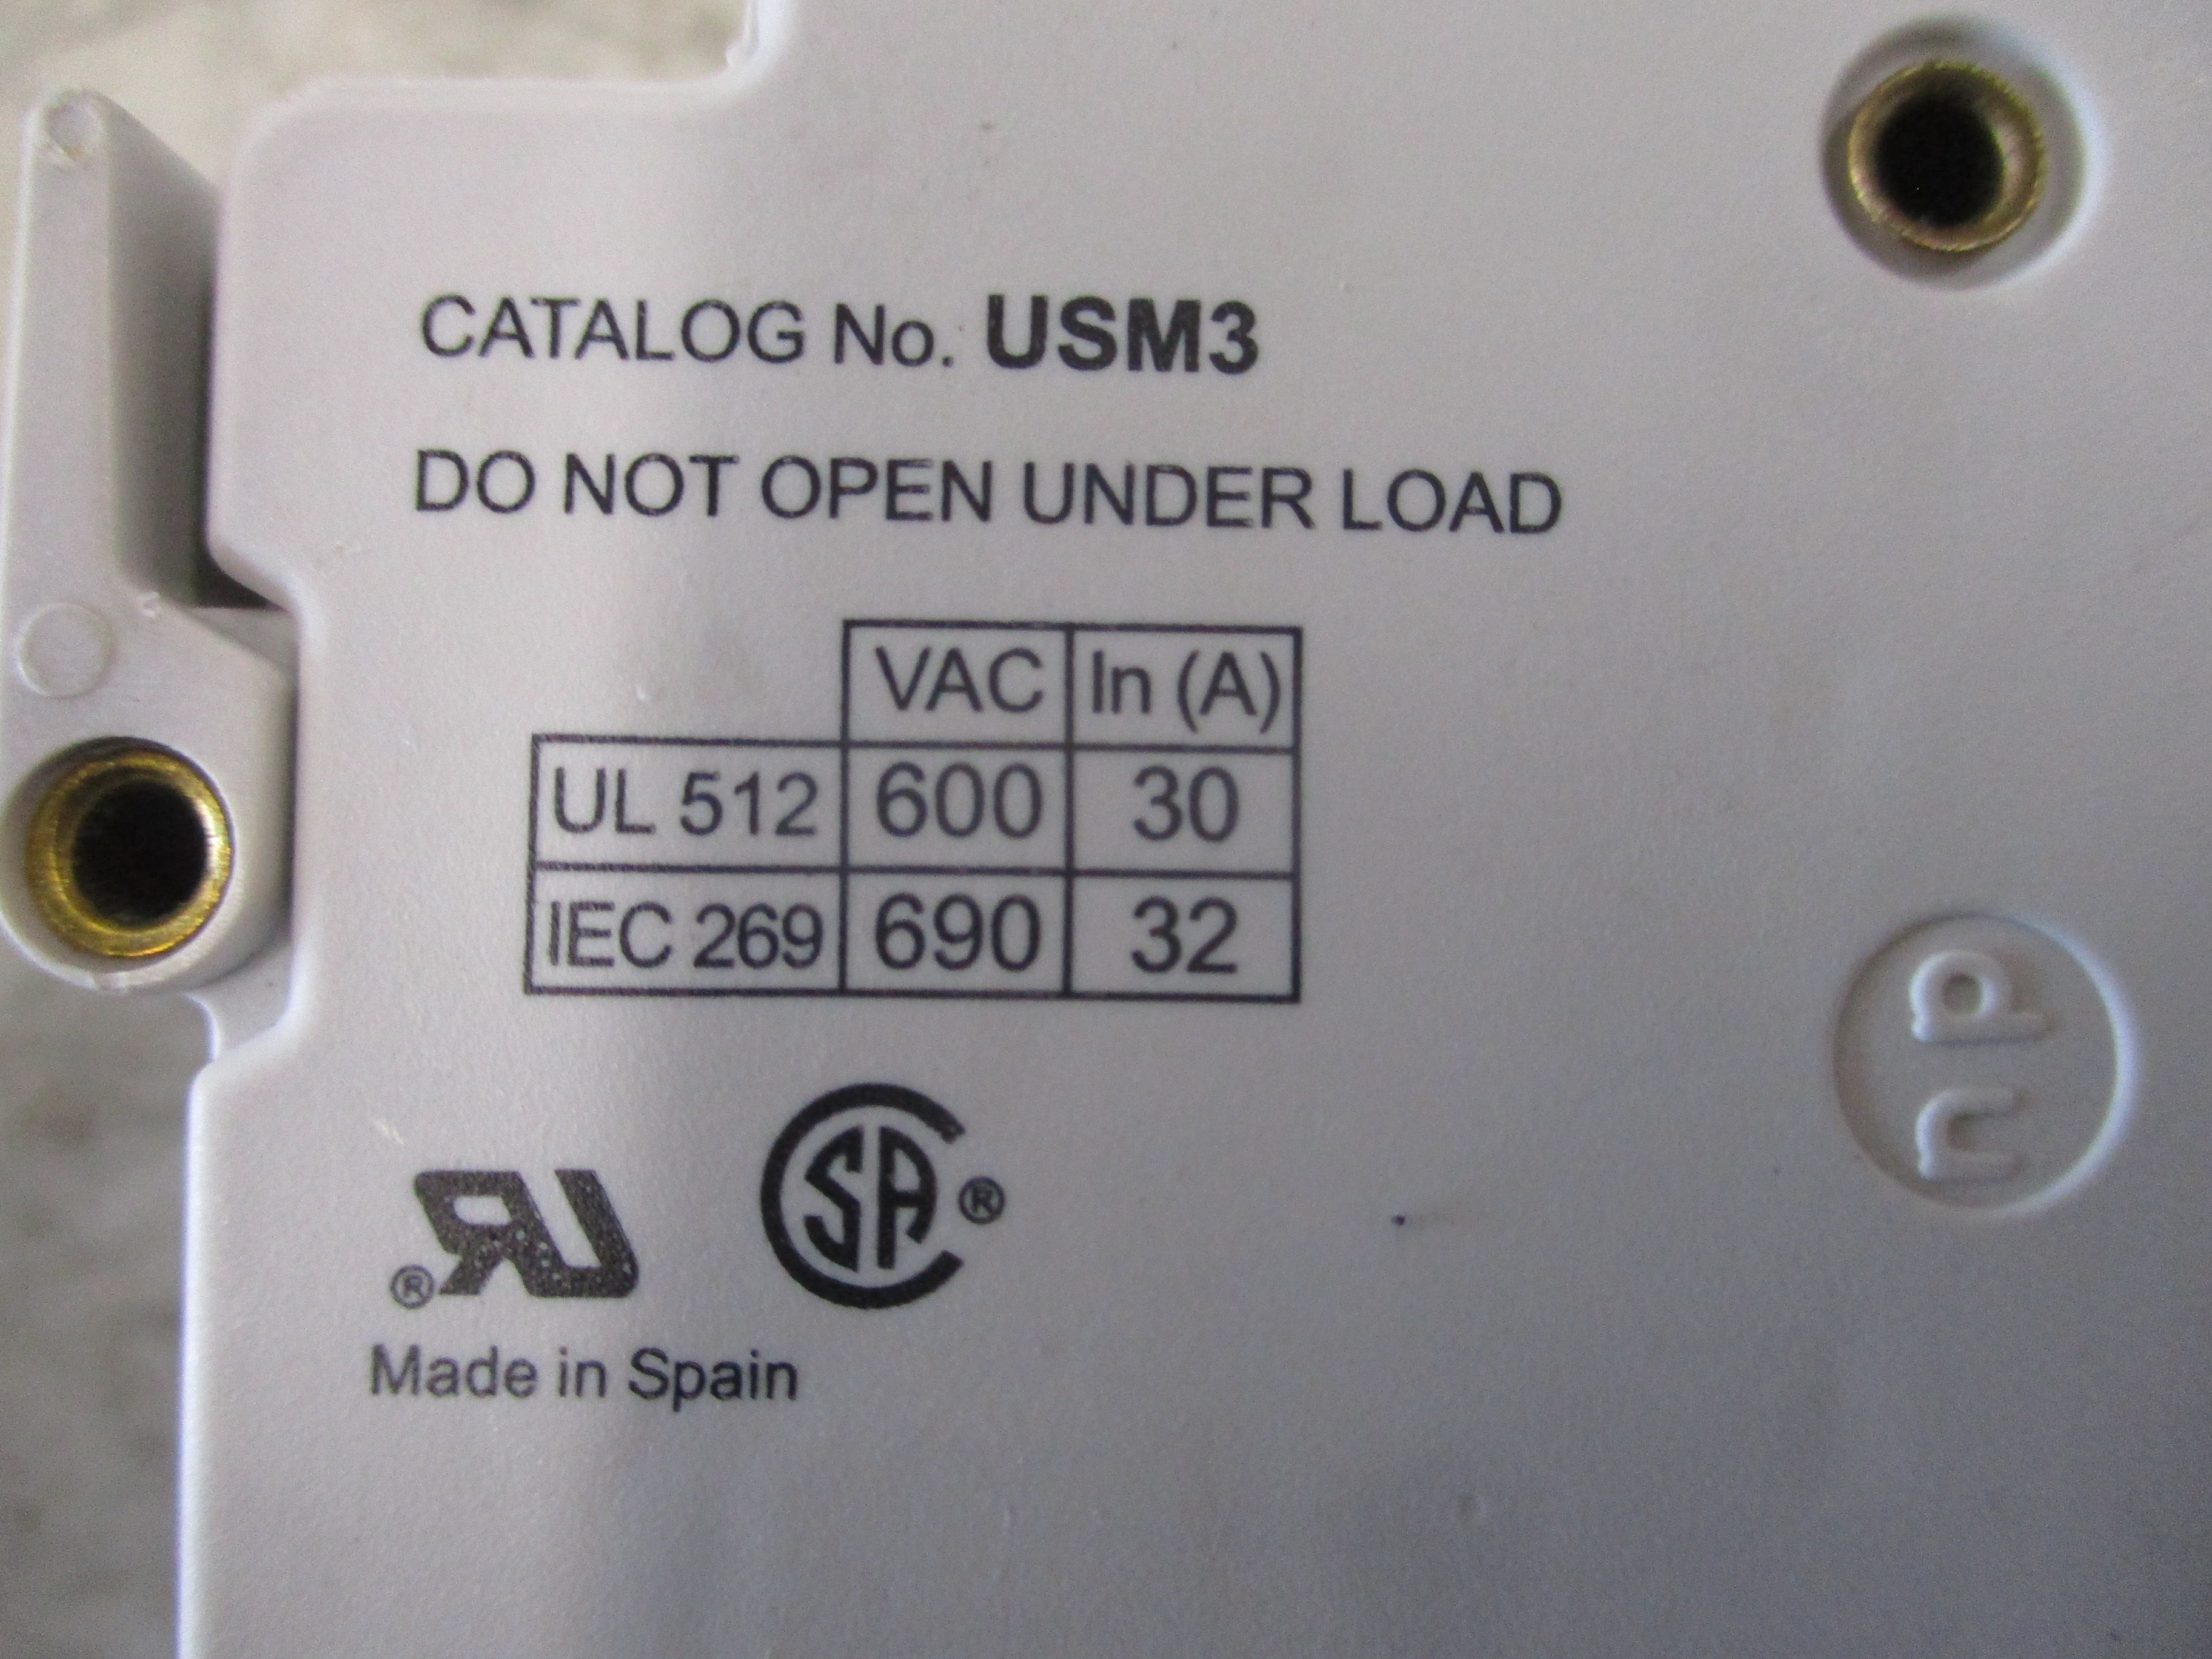 CATALOG No. USM3
DO NOT OPEN UNDER LOAD
VAC In (A)
UL 512 600 30
IEC 269 690 32
®
SA ®
Made in Spain